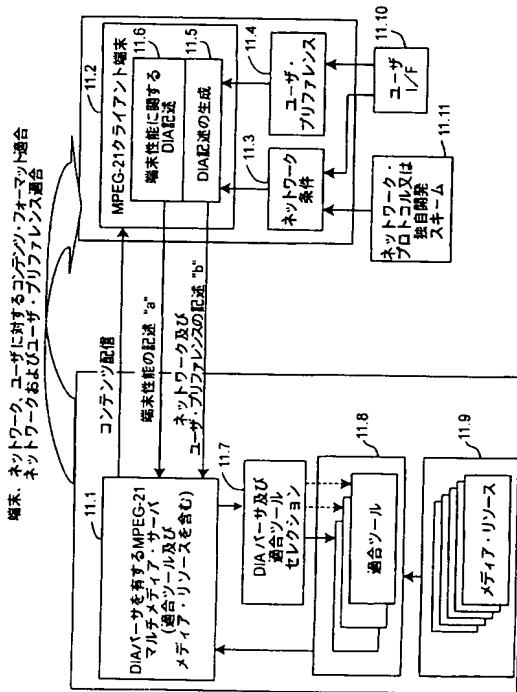 端末、ネットワーク、ユーザに対するコンテンツ・フォーマット適合
ネットワークおよびユーザ・プリファレンス適合
11.1
DIAパーサを有するMPEG-21
マルチメディア・サーバ
(適合ツール及び
メディア・リソースを含む)
コンテンツ配信
端末性能の記述 "a"
ネットワーク及び
ユーザ・プリファレンスの記述 "b"
11.2
MPEG-21クライアント端末
11.6
端末性能に関する
DIA記述
11.5
DIA記述の生成
11.3
ネットワーク
条件
11.4
ユーザ・
プリファレンス
11.7
DIAパーサ及び
適合ツール
セレクション
11.8
適合ツール
11.9
メディア・リソース
11.10
ユーザ
I/F
11.11
ネットワーク・
プロトコル又は
独自開発
スキーム